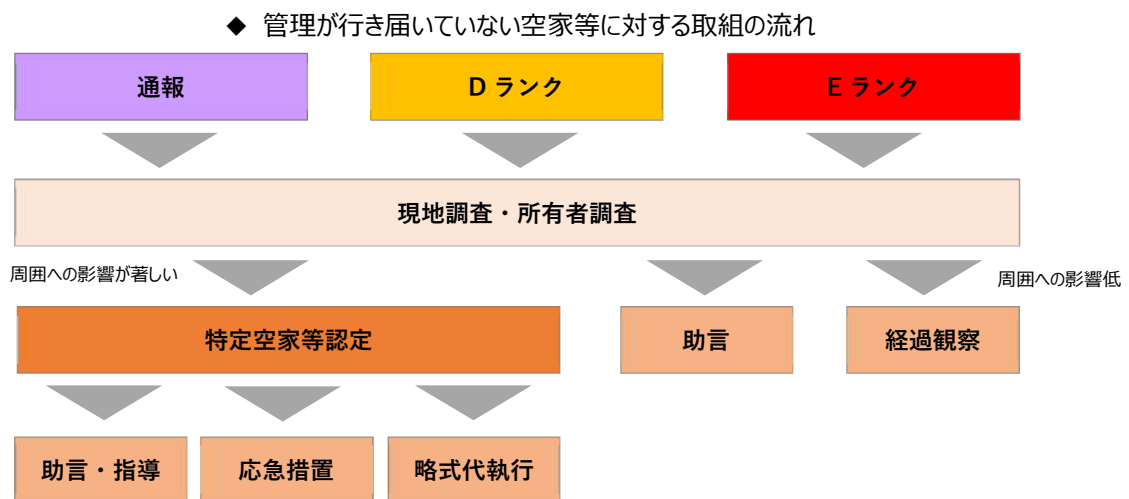 ◆ 管理が行き届いていない空家等に対する取組の流れ
通報
D ランク
E ランク
現地調査・所有者調査
周囲への影響が著しい
周囲への影響低
特定空家等認定
助言
経過観察
助言・指導
応急措置
略式代執行